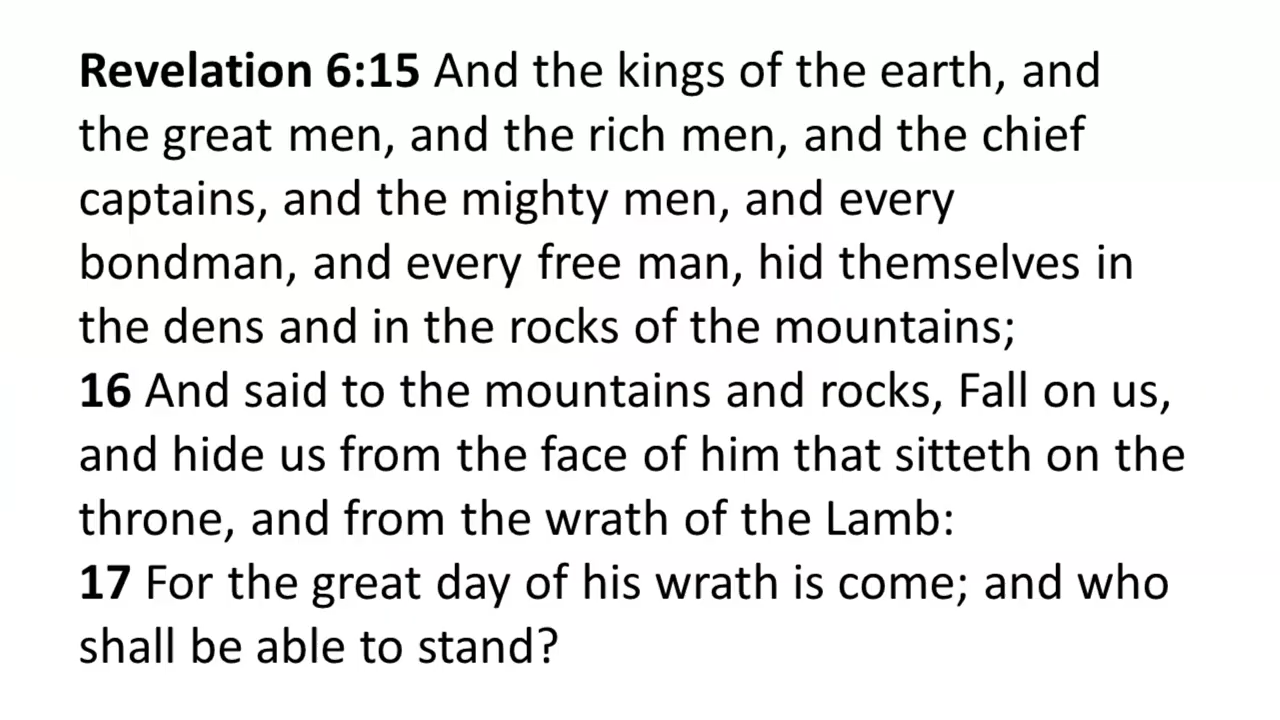 Revelation 6:15 And the kings of the earth, and
the great men, and the rich men, and the chief
captains, and the mighty men, and every
bondman, and every free man, hid themselves in
the dens and in the rocks of the mountains;
16 And said to the mountains and rocks, Fall on us,
and hide us from the face of him that sitteth on the
throne, and from the wrath of the Lamb:
17 For the great day of his wrath is come; and who
shall be able to stand?